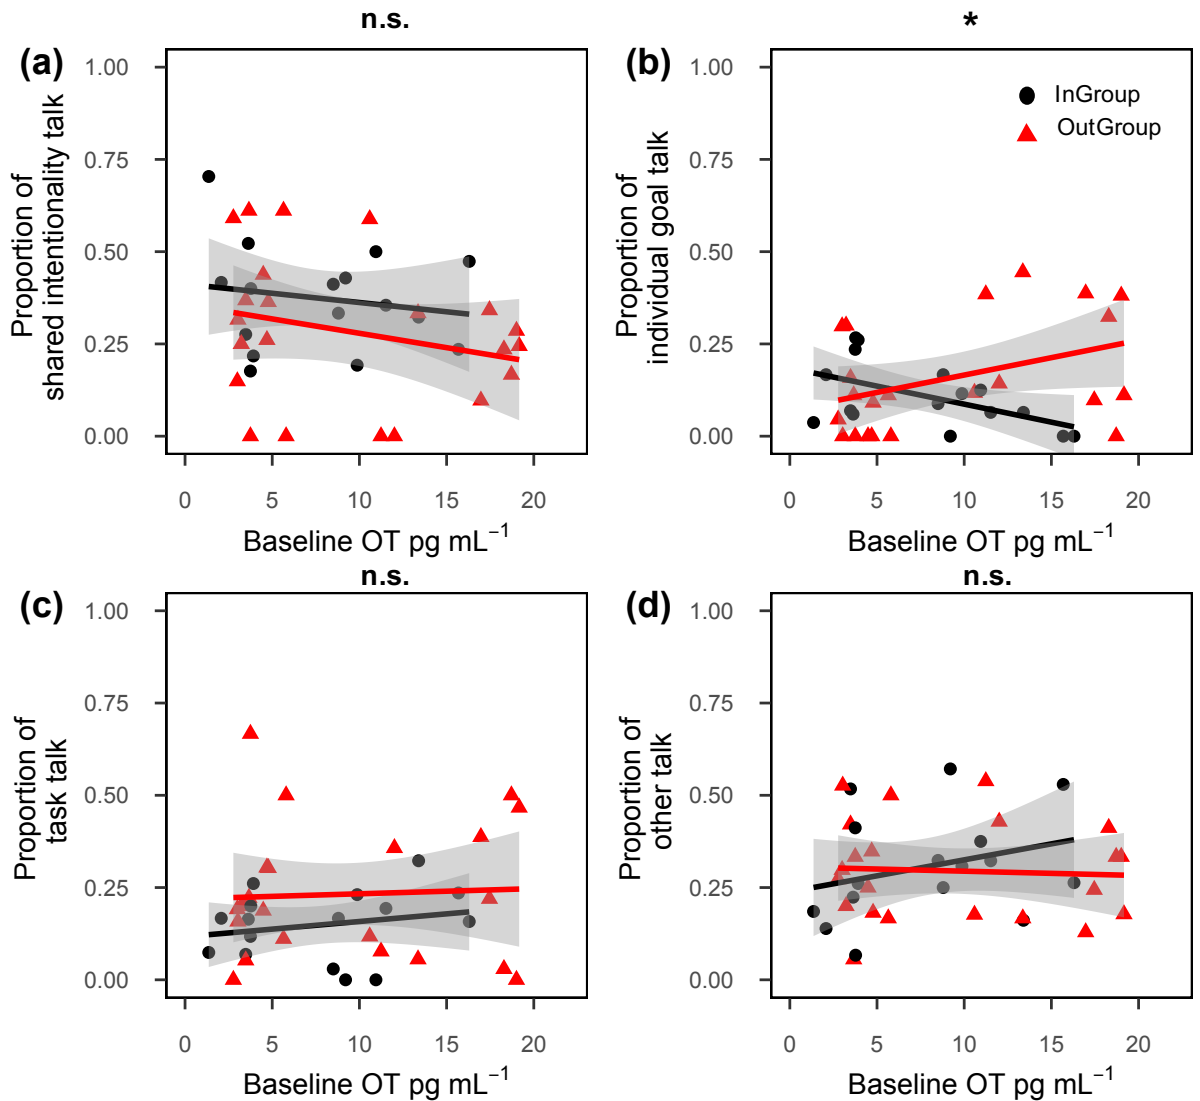 n.s.
*
(a)
(b)
Proportion of
shared intentionality talk
1.00
0.75
0.50
0.25
0.00
0
5
10
15
20
Baseline OT pg mL⁻¹
Proportion of
individual goal talk
1.00
0.75
0.50
0.25
0.00
InGroup
OutGroup
0
5
10
15
20
Baseline OT pg mL⁻¹
n.s.
n.s.
(c)
(d)
Proportion of
task talk
1.00
0.75
0.50
0.25
0.00
0
5
10
15
20
Baseline OT pg mL⁻¹
Proportion of
other talk
1.00
0.75
0.50
0.25
0.00
0
5
10
15
20
Baseline OT pg mL⁻¹